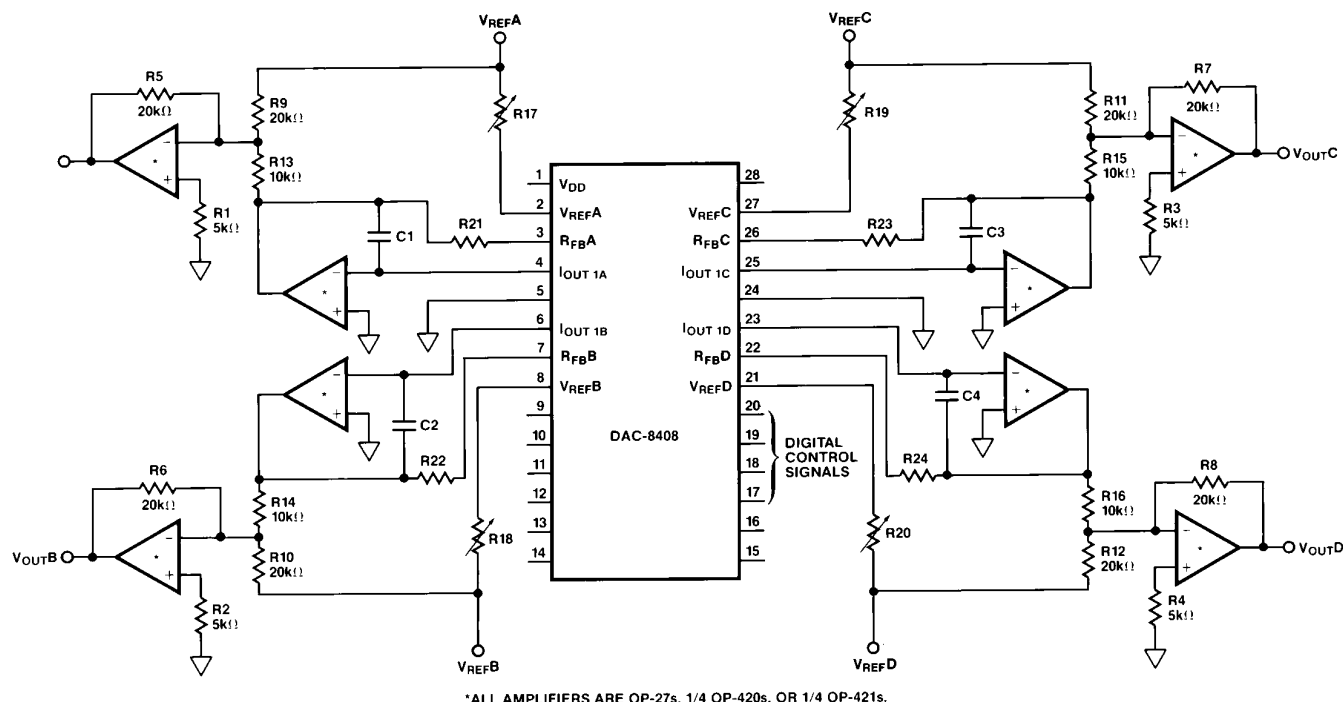 VREFA
VREFC
R5
20kΩ
R9
20kΩ
R17
R19
R11
20kΩ
R7
20kΩ
*
R13
10kΩ
R15
10kΩ
*
VOUTC
R1
5kΩ
R3
5kΩ
C1
R21
R23
C3
*
*
1
VDD
28
2
VREFA
VREFC
27
3
RFBA
RFBC
26
4
IOUT 1A
IOUT 1C
25
5
24
6
IOUT 1B
IOUT 1D
23
7
RFBB
RFBD
22
8
VREFB
VREFD
21
9
20
10
DAC-8408
19
11
18
12
17
13
16
14
15
DIGITAL
CONTROL
SIGNALS
*
C2
R22
*
C4
R24
R6
20kΩ
R14
10kΩ
R18
R20
R16
10kΩ
R8
20kΩ
VOUTB
*
R10
20kΩ
R12
20kΩ
*
VOUTD
R2
5kΩ
R4
5kΩ
VREFB
VREFD
*ALL AMPLIFIERS ARE OP-27s, 1/4 OP-420s, OR 1/4 OP-421s.